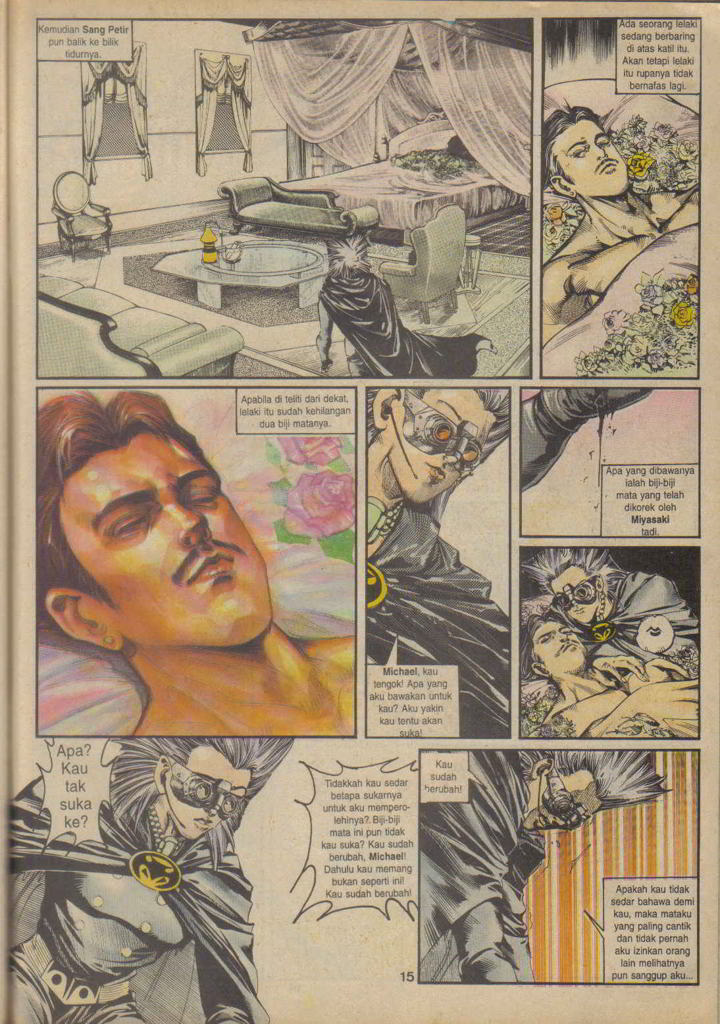 Kemudian Sang Petir
pun balik ke bilik
tidurnya.
Ada seorang lelaki
sedang berbaring
di atas katil itu.
Akan tetapi lelaki
itu rupanya tidak
bernafas lagi.
Apabila di teliti dari dekat,
lelaki itu sudah kehilangan
dua biji matanya.
Michael, kau
tengok! Apa yang
aku bawakan untuk
kau? Aku yakin
kau tentu akan
suka!
Apa yang dibawanya
ialah biji-biji
mata yang telah
dikorek oleh
Miyasaki
tadi.
Apa?
Kau
tak
suka
ke?
Tidakkah kau sedar
betapa sukarnya
untuk aku mempero-
lehinya? Biji-biji
mata ini pun tidak
kau suka? Kau sudah
berubah, Michael!
Dahulu kau memang
bukan seperti ini!
Kau sudah berubah!
Kau
sudah
berubah!
Apakah kau tidak
sedar bahawa demi
kau, maka mataku
yang paling cantik
dan tidak pernah
aku izinkan orang
lain melihatnya
pun sanggup aku...
15